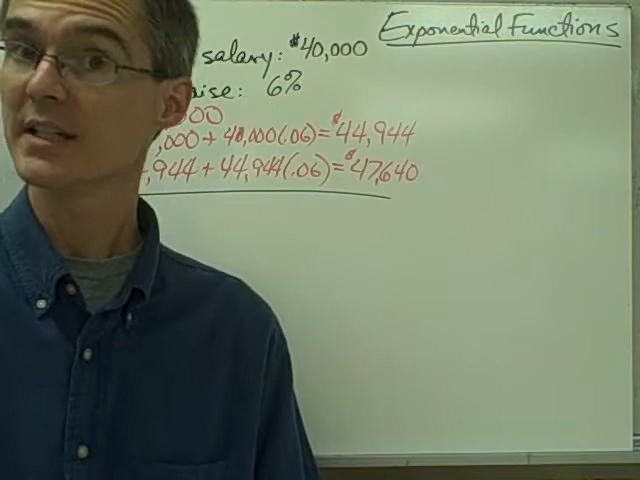 Exponential Functions
salary: $40,000
ise: 6%
00
,000 + 40,000(.06) = $44,944
,944 + 44,944(.06) = $47,640